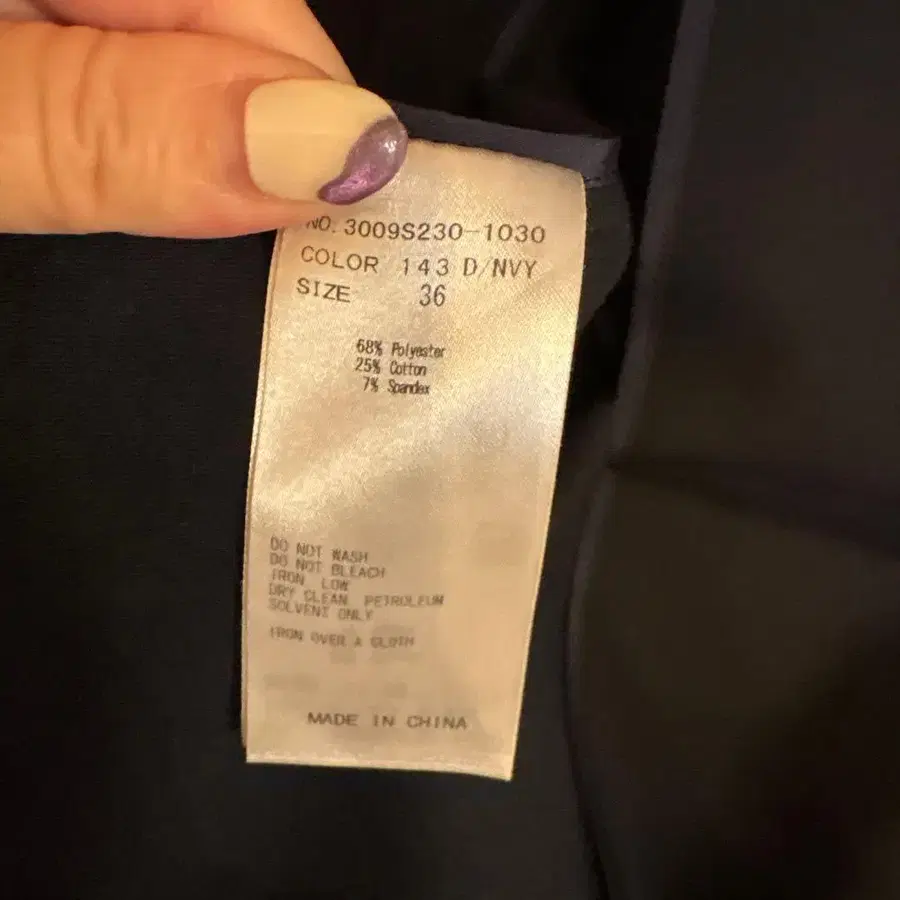 NO. 3009S230-1030
COLOR 143 D/NVY
SIZE 36
68% Polyester
25% Cotton
7% Spandex
DO NOT WASH
DO NOT BLEACH
IRON LOW
DRY CLEAN PETROLEUM
SOLVENT ONLY
IRON OVER A CLOTH
MADE IN CHINA